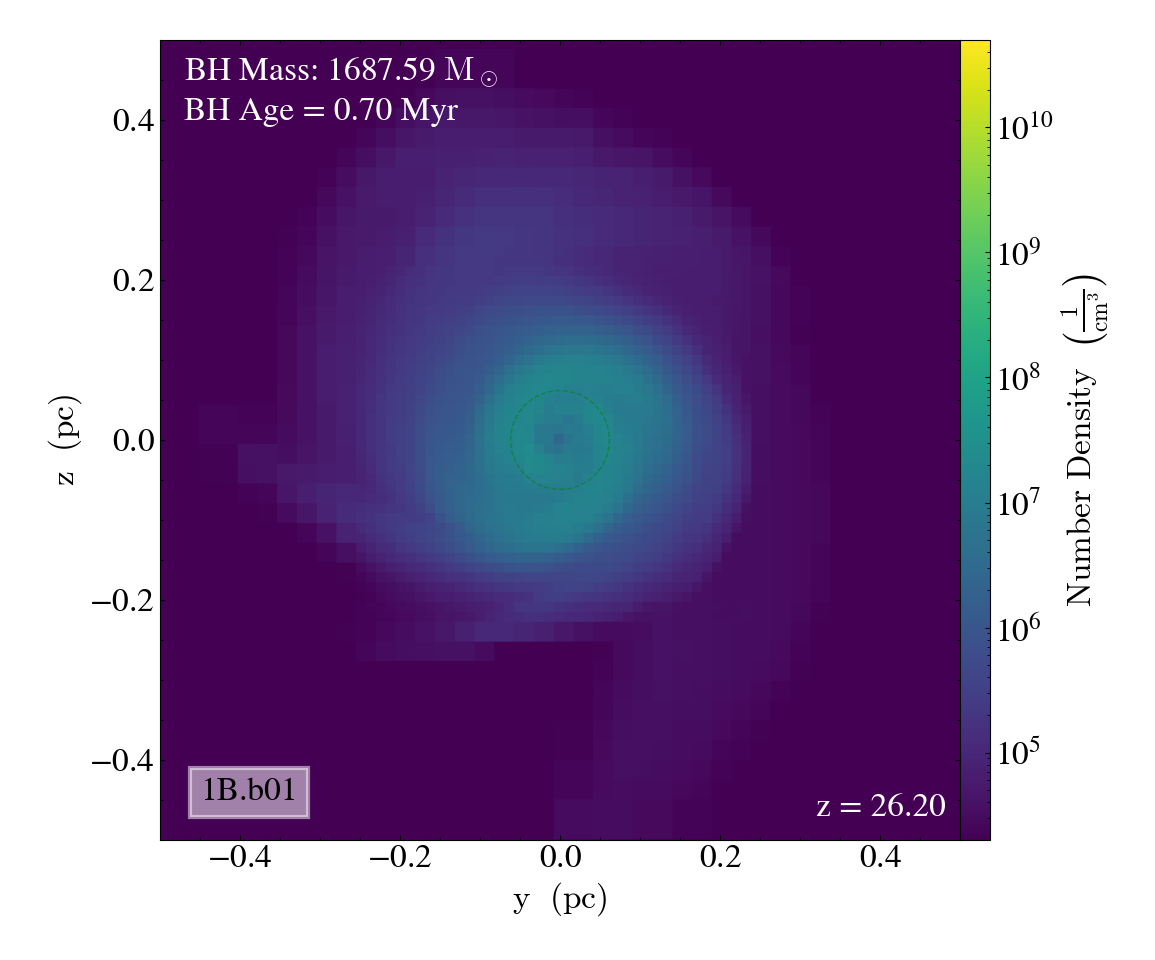 BH Mass: 1687.59 M⊙
BH Age = 0.70 Myr
1B.b01
z = 26.20
0.4
0.2
0.0
−0.2
−0.4
z (pc)
−0.4 −0.2 0.0 0.2 0.4
y (pc)
10¹⁰
10⁹
10⁸
10⁷
10⁶
10⁵
Number Density (1/cm³)